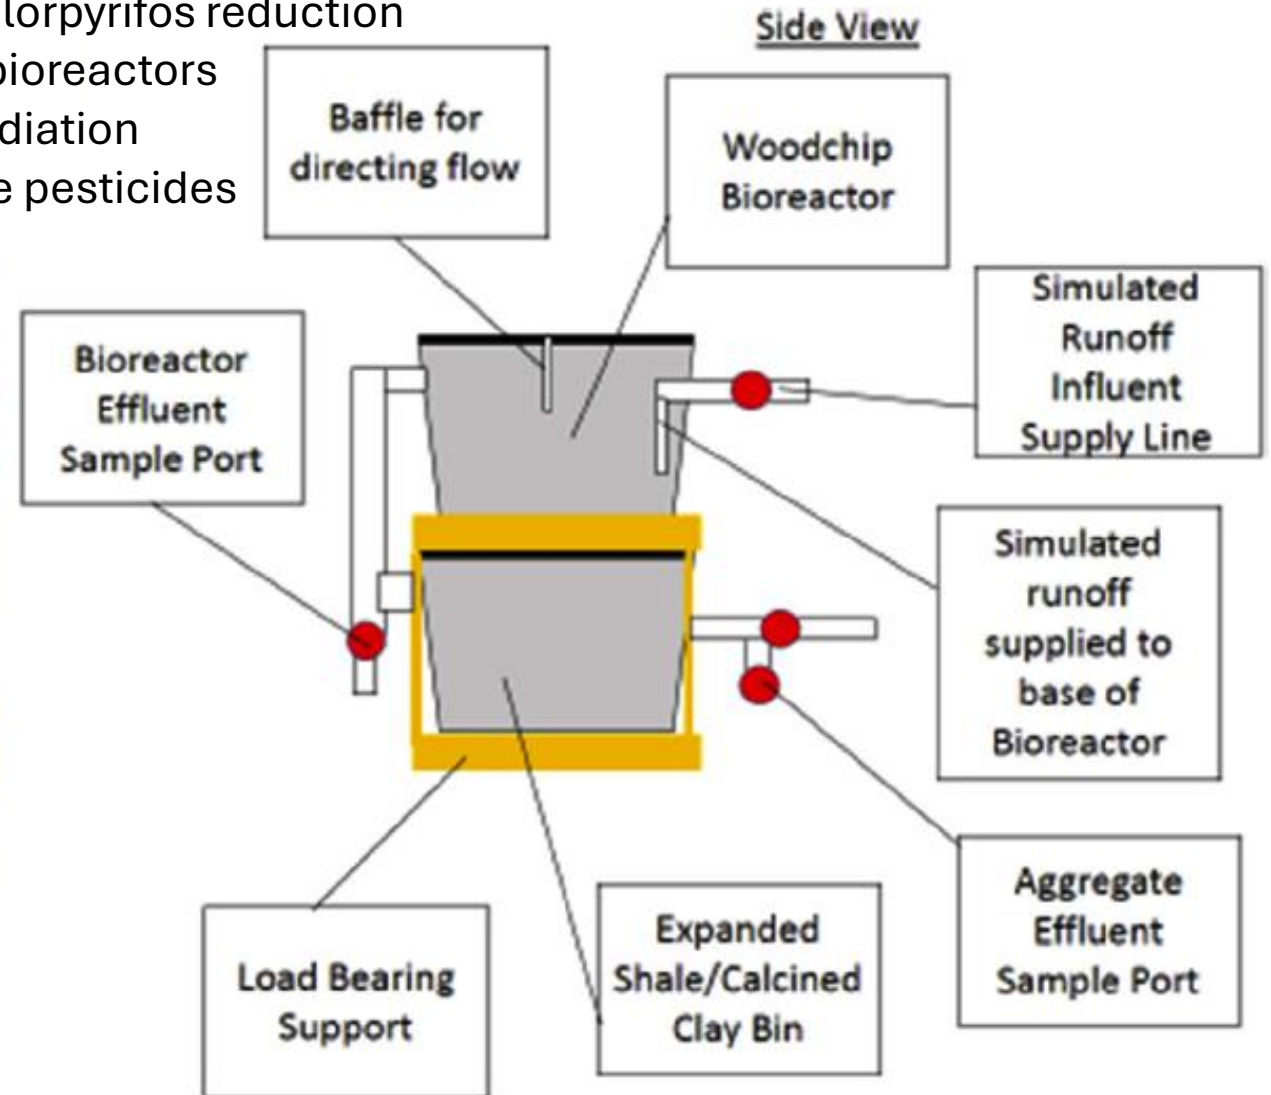 lorpyrifos reduction
bioreactors
diation
e pesticides
Side View
Baffle for
directing flow
Woodchip
Bioreactor
Simulated
Runoff
Influent
Supply Line
Bioreactor
Effluent
Sample Port
Simulated
runoff
supplied to
base of
Bioreactor
Aggregate
Effluent
Sample Port
Load Bearing
Support
Expanded
Shale/Calcined
Clay Bin